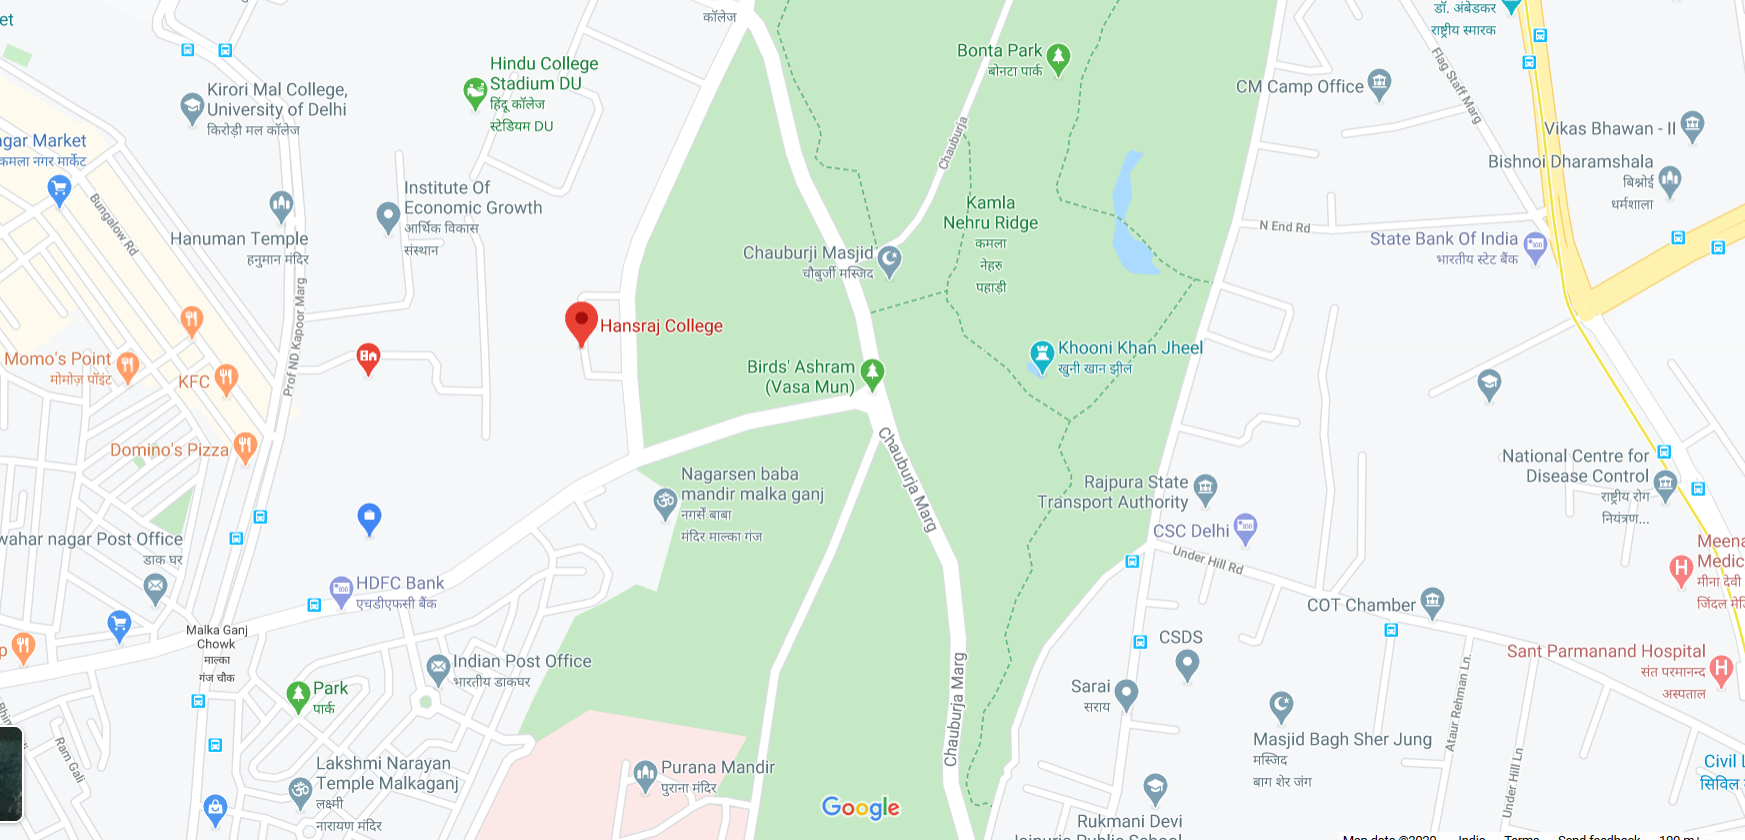 कॉलेज
Hindu College
Stadium DU
हिंदू कॉलेज
स्टेडियम DU
Kirori Mal College,
University of Delhi
किरोड़ी मल कॉलेज
कमला नगर मार्केट
Market
Bungalow Rd
Institute Of
Economic Growth
आर्थिक विकास
संस्थान
Hanuman Temple
हनुमान मंदिर
Prof ND Kapoor Marg
Momo's Point
मोमोज़ पॉइंट
KFC
Domino's Pizza
Hansraj College
Bonta Park
बोनटा पार्क
Chauburja
Kamla
Nehru Ridge
कमला
नेहरु
पहाड़ी
Chauburji Masjid
चौबुर्जी मस्जिद
Birds' Ashram
(Vasa Mun)
Khooni Khan Jheel
खुनी खान झील
डॉ. अंबेडकर
राष्ट्रीय स्मारक
Flag Staff Marg
CM Camp Office
Vikas Bhawan - II
Bishnoi Dharamshala
बिश्नोई
धर्मशाला
N End Rd
State Bank Of India
भारतीय स्टेट बैंक
Nagarsen baba
mandir malka ganj
नगर्सें बाबा
मंदिर माल्का गंज
Chauburja Marg
Rajpura State
Transport Authority
CSC Delhi
Under Hill Rd
National Centre for
Disease Control
राष्ट्रीय रोग
नियंत्रण...
Meena
Medic
मीना देवी
जिंदल
COT Chamber
Sant Parmanand Hospital
संत परमानन्द
अस्पताल
CSDS
Sarai
सराय
Masjid Bagh Sher Jung
मस्जिद
बाग शेर जंग
Ataur Rehman Ln.
Under Hill Ln
Civil
सिविल
nagar Post Office
डाक घर
HDFC Bank
एचडीएफसी बैंक
Malka Ganj
Chowk
माल्का
गंज चौक
Indian Post Office
भारतीय डाकघर
Park
पार्क
Ram Gali
Lakshmi Narayan
Temple Malkaganj
लक्ष्मी
नारायण मंदिर
Purana Mandir
पुराना मंदिर
Chauburja Marg
Google
Rukmani Devi
Map data ©2020
India
Terms
Send feedback